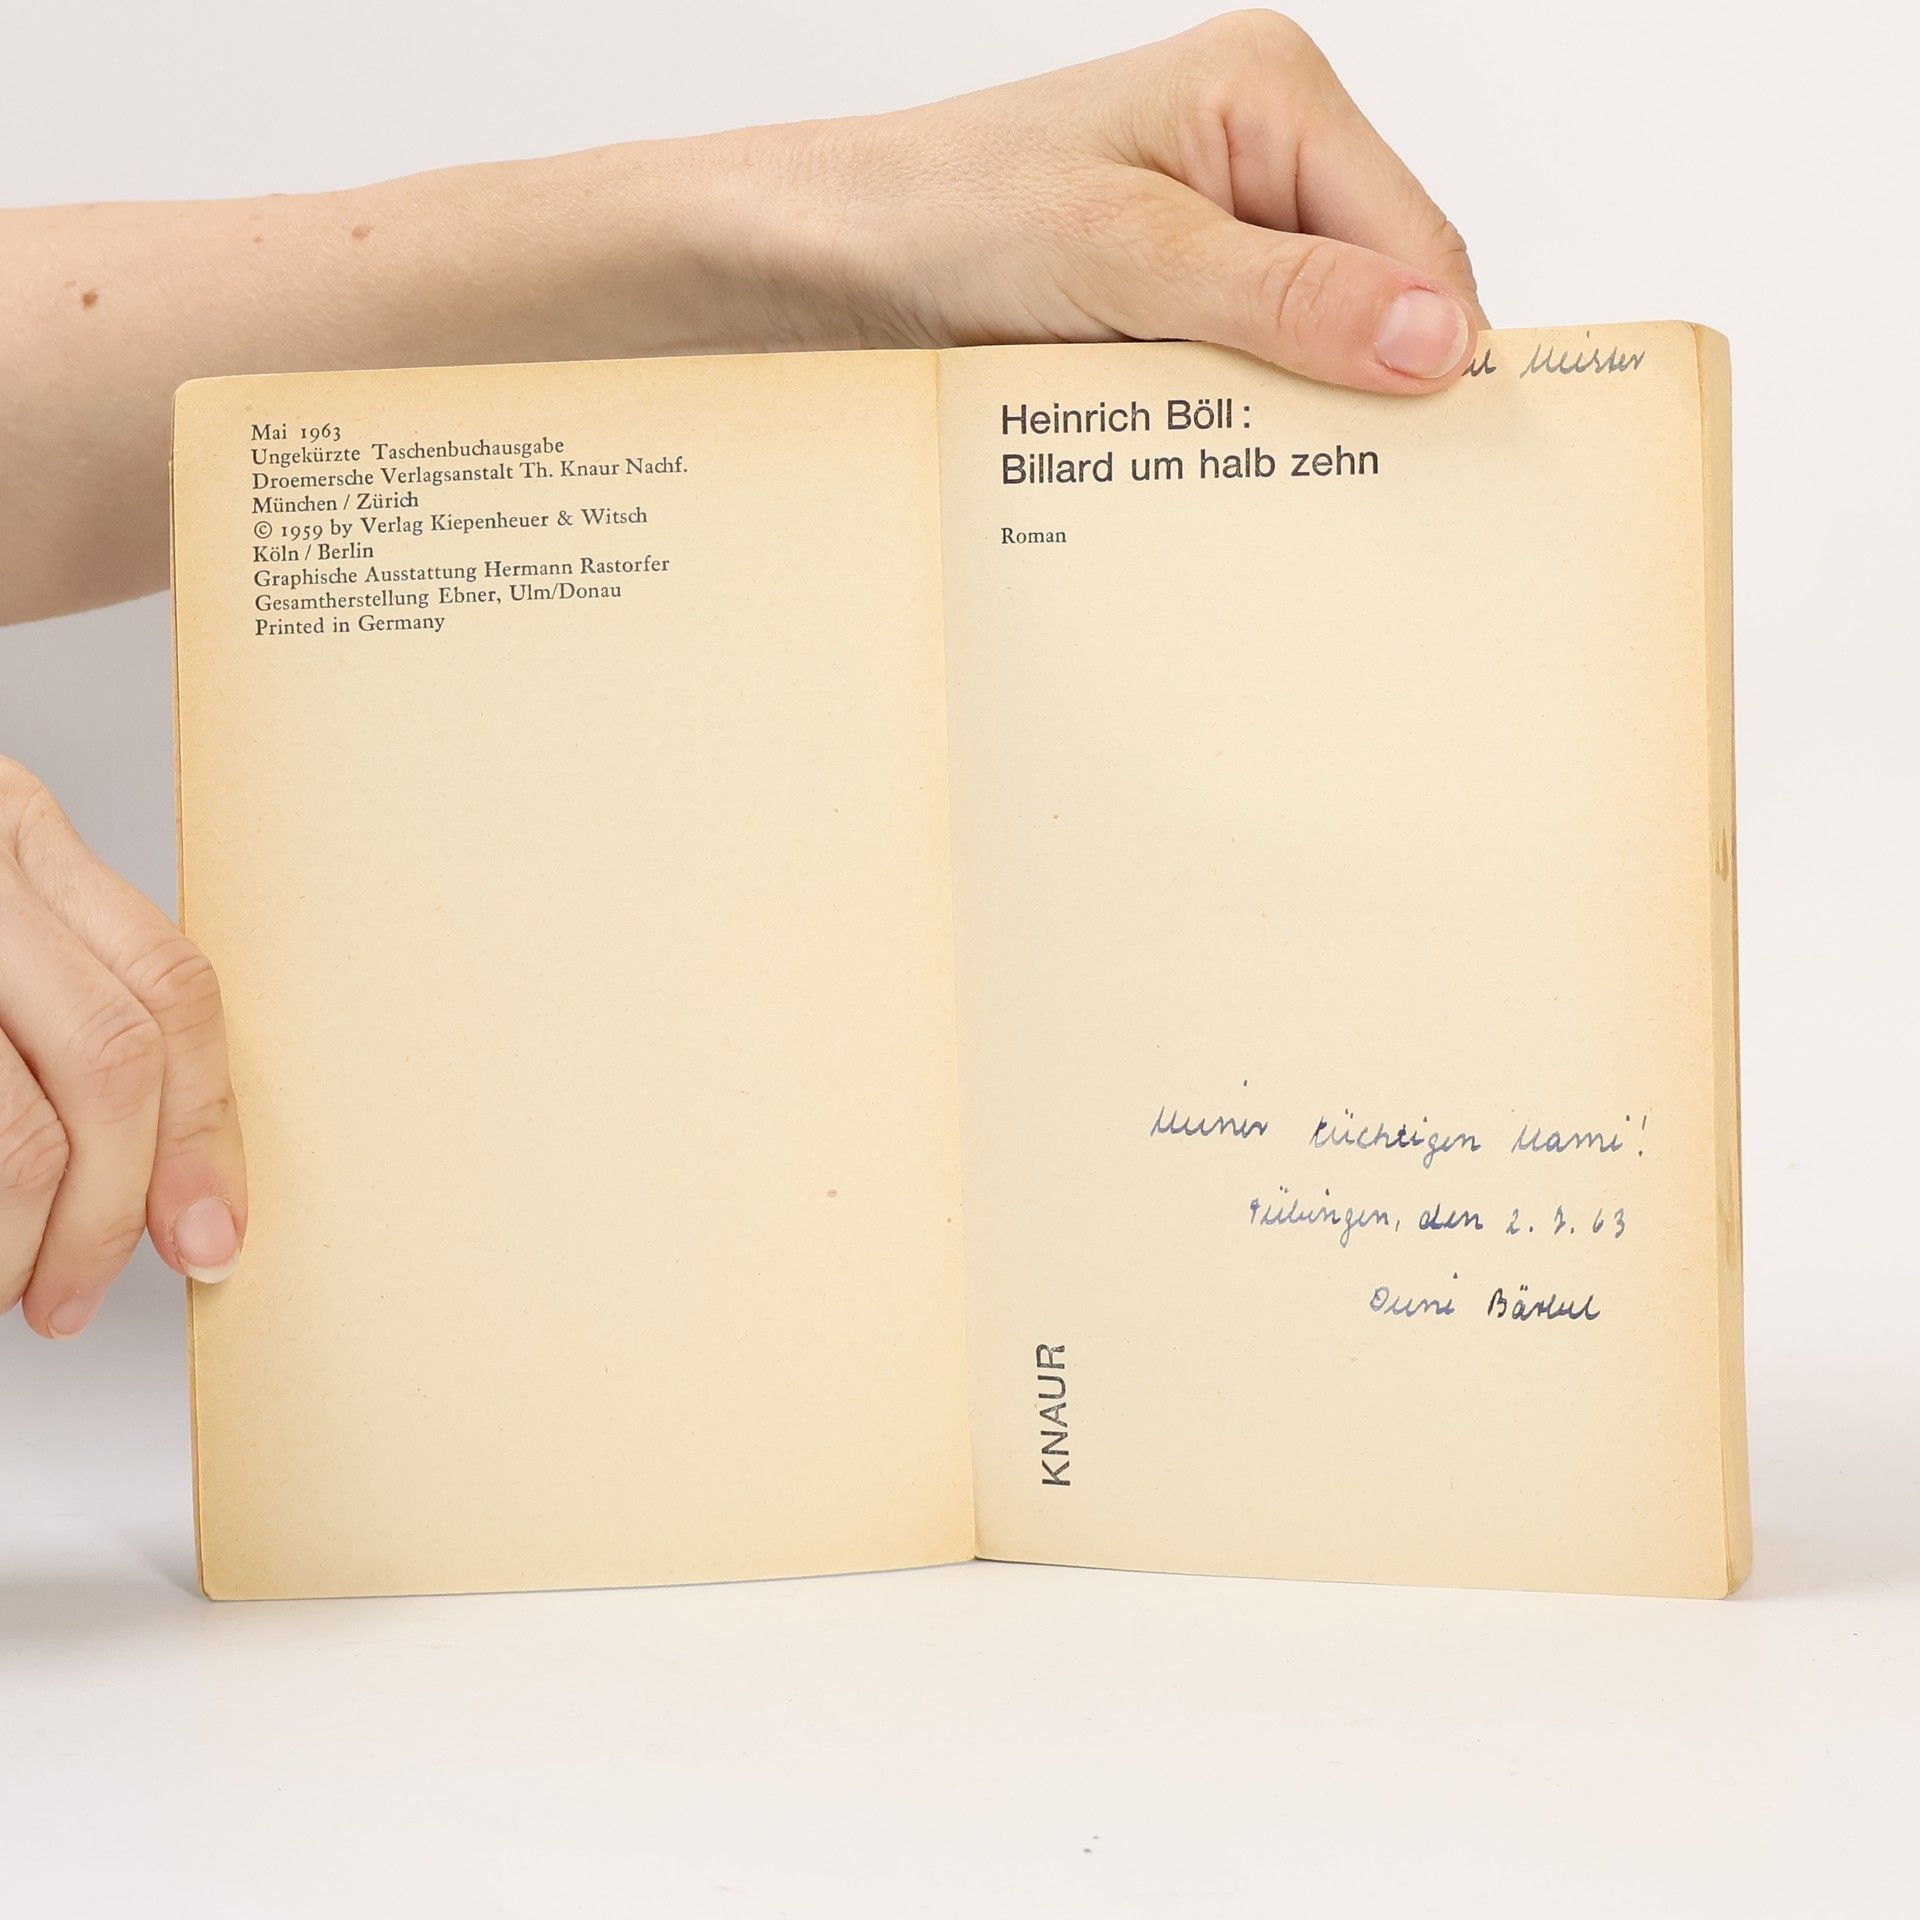 Mai 1963
Ungekürzte Taschenbuchausgabe
Droemersche Verlagsanstalt Th. Knaur Nachf.
München / Zürich
© 1959 by Verlag Kiepenheuer & Witsch
Köln / Berlin
Graphische Ausstattung Hermann Rastorfer
Gesamtherstellung Ebner, Ulm/Donau
Printed in Germany
Meister
Heinrich Böll:
Billard um halb zehn
Roman
Meiner tüchtigen Mami!
Tübingen, den 2. 7. 63
Deine Bärbel
KNAUR